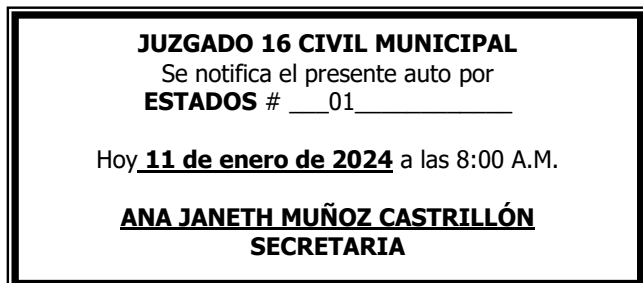 JUZGADO 16 CIVIL MUNICIPAL
Se notifica el presente auto por
ESTADOS # ___01____________
Hoy 11 de enero de 2024 a las 8:00 A.M.
ANA JANETH MUÑOZ CASTRILLÓN
SECRETARIA